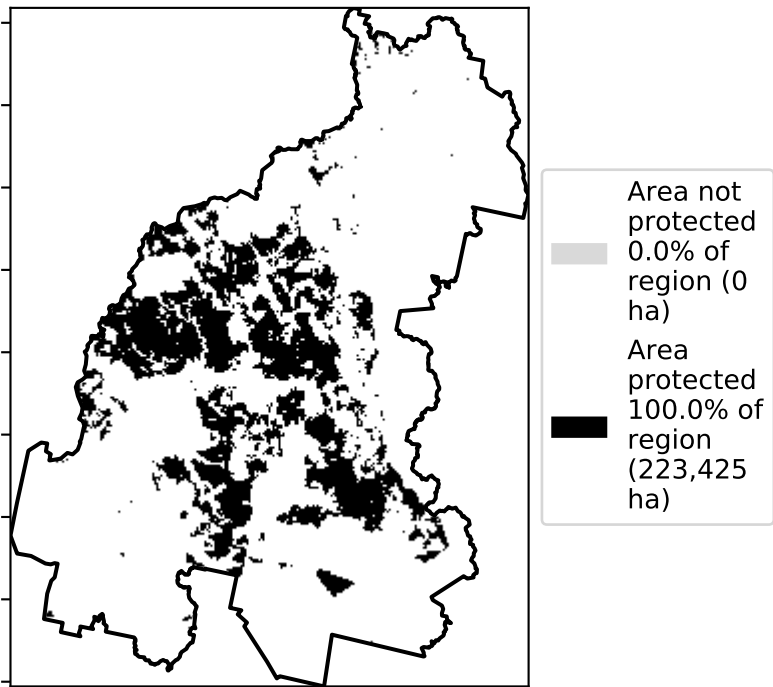 Area not
protected
0.0% of
region (0
ha)
Area
protected
100.0% of
region
(223,425
ha)